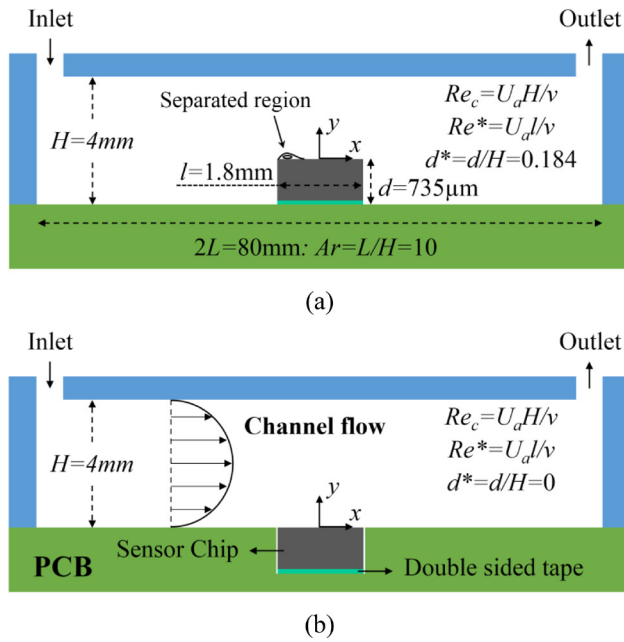 Inlet
Outlet
Separated region
Re_c=U_aH/ν
Re*=U_al/ν
d*=d/H=0.184
H=4mm
y
x
l=1.8mm
d=735μm
2L=80mm: Ar=L/H=10
(a)
Inlet
Outlet
Channel flow
Re_c=U_aH/ν
Re*=U_al/ν
d*=d/H=0
H=4mm
y
x
Sensor Chip
PCB
Double sided tape
(b)